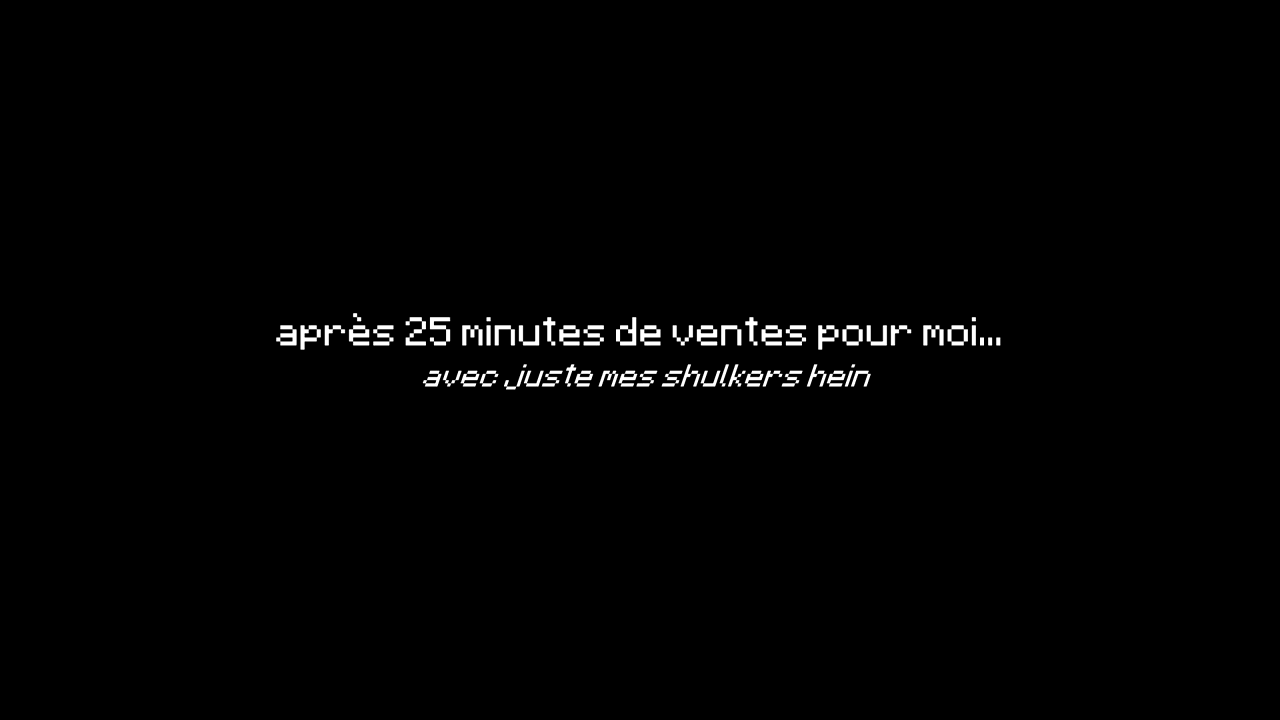 après 25 minutes de ventes pour moi...
avec juste mes shulkers hein